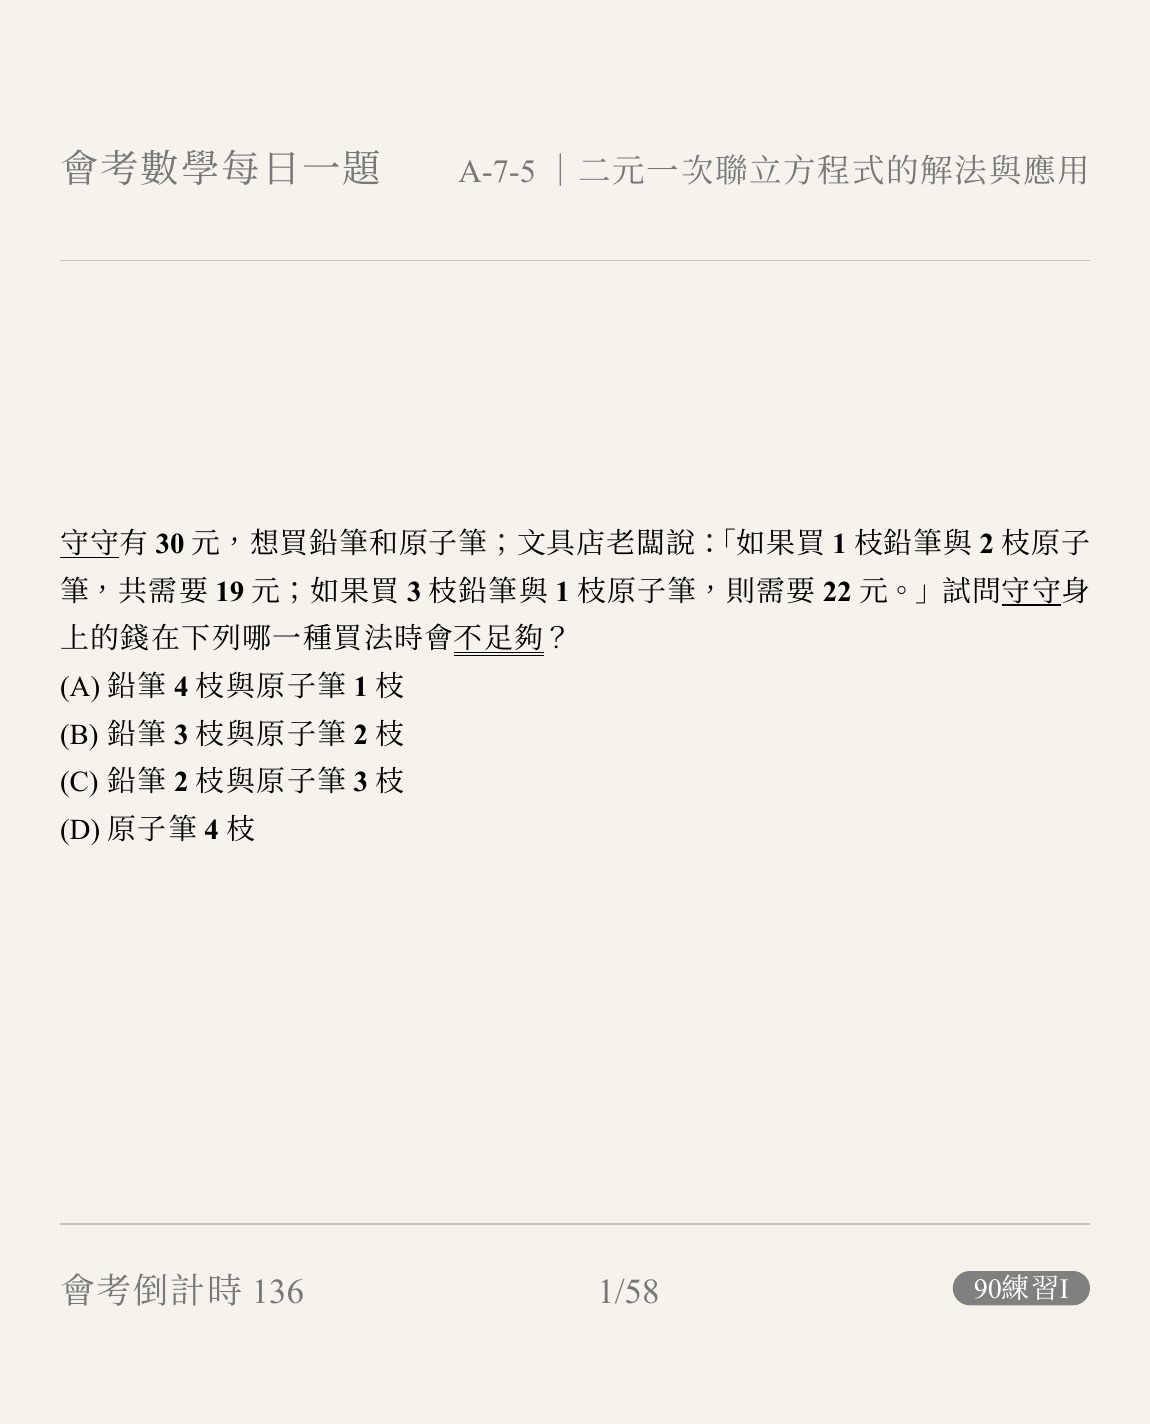 會考數學每日一題
A-7-5｜二元一次聯立方程式的解法與應用
守守有 30 元，想買鉛筆和原子筆；文具店老闆說：「如果買 1 枝鉛筆與 2 枝原子
筆，共需要 19 元；如果買 3 枝鉛筆與 1 枝原子筆，則需要 22 元。」試問守守身
上的錢在下列哪一種買法時會不足夠？
(A) 鉛筆 4 枝與原子筆 1 枝
(B) 鉛筆 3 枝與原子筆 2 枝
(C) 鉛筆 2 枝與原子筆 3 枝
(D) 原子筆 4 枝
會考倒計時 136
1/58
90練習I